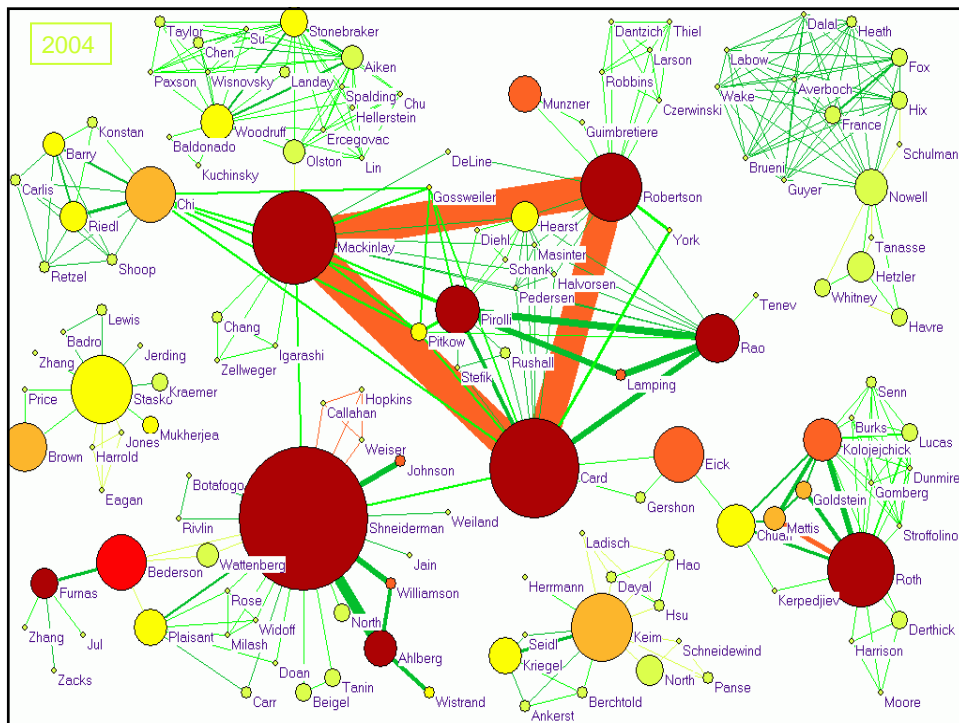 2004
Taylor
Su
Stonebraker
Chen
Aiken
Paxson
Wisnovsky
Landay
Spalding
Chu
Hellerstein
Woodruff
Ercegovac
Baldonado
Olston
Lin
Kuchinsky
Dantzich
Thiel
Larson
Robbins
Munzner
Czerwinski
Guimbretiere
DeLine
Robertson
Dalal
Heath
Labow
Fox
Wake
Averboch
Hix
France
Schulman
Brueni
Guyer
Nowell
Tanasse
Hetzler
Whitney
Havre
Konstan
Barry
Carlis
Chi
Riedl
Retzel
Shoop
Gossweiler
Mackinlay
Diehl
Hearst
York
Masinter
Schank
Halvorsen
Pedersen
Pirolli
Tenev
Chang
Pitkow
Rao
Igarashi
Rushall
Zellweger
Stefik
Lamping
Lewis
Badro
Zhang
Jerding
Price
Stasko
Kraemer
Mukherjea
Jones
Brown
Harrold
Eagan
Hopkins
Callahan
Weiser
Johnson
Card
Eick
Gershon
Botafogo
Rivlin
Shneiderman
Weiland
Senn
Burks
Lucas
Kolojejchick
Dunmire
Goldstein
Gomberg
Mattis
Chuah
Stroffolino
Roth
Kerpedjiev
Derthick
Harrison
Moore
Bederson
Wattenberg
Jain
Furnas
Williamson
Rose
North
Zhang
Jul
Plaisant
Widoff
Milash
Ahlberg
Zacks
Doan
Tanin
Carr
Beigel
Wistrand
Ladisch
Hao
Herrmann
Dayal
Hsu
Seidl
Keim
Schneidewind
Kriegel
North
Panse
Berchtold
Ankerst